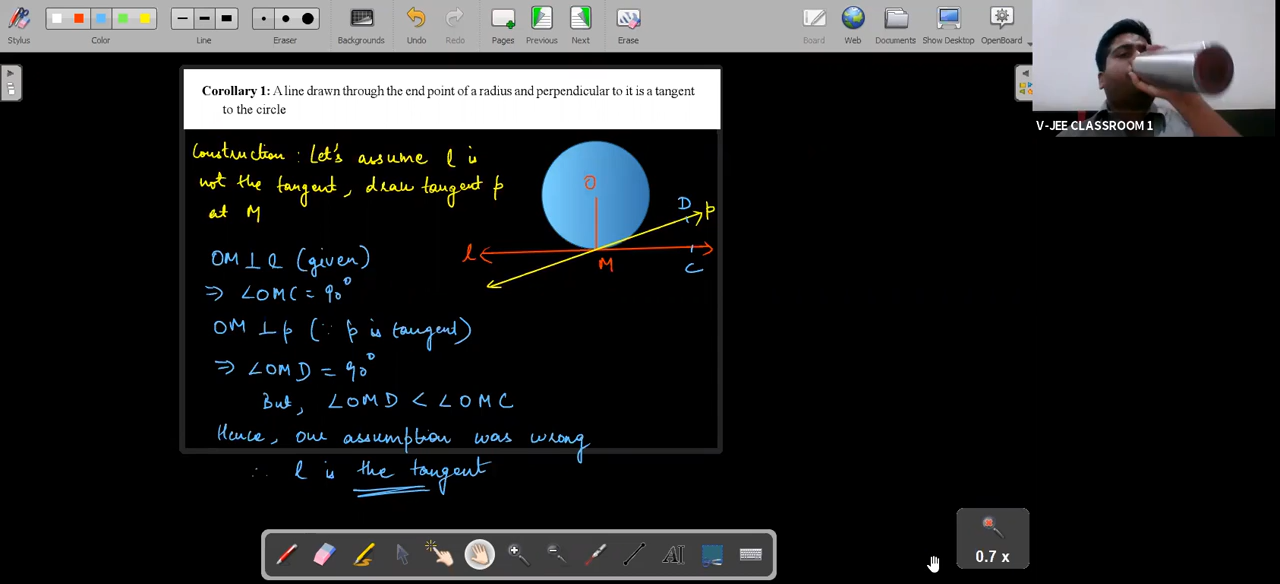 Stylus
Color
Line
Eraser
Backgrounds
Undo
Redo
Pages
Previous
Next
Erase
Board
Web
Documents
Show Desktop
OpenBoard
V-JEE CLASSROOM 1
Corollary 1: A line drawn through the end point of a radius and perpendicular to it is a tangent
to the circle
Construction : Let's assume l is
not the tangent, draw tangent p
at M
O
D
p
l
M
C
OM ⊥ l (given)
⇒ ∠OMC = 90°
OM ⊥ p (∵ p is tangent)
⇒ ∠OMD = 90°
But, ∠OMD < ∠OMC
Hence, our assumption was wrong
∴ l is the tangent
AI
0.7 x